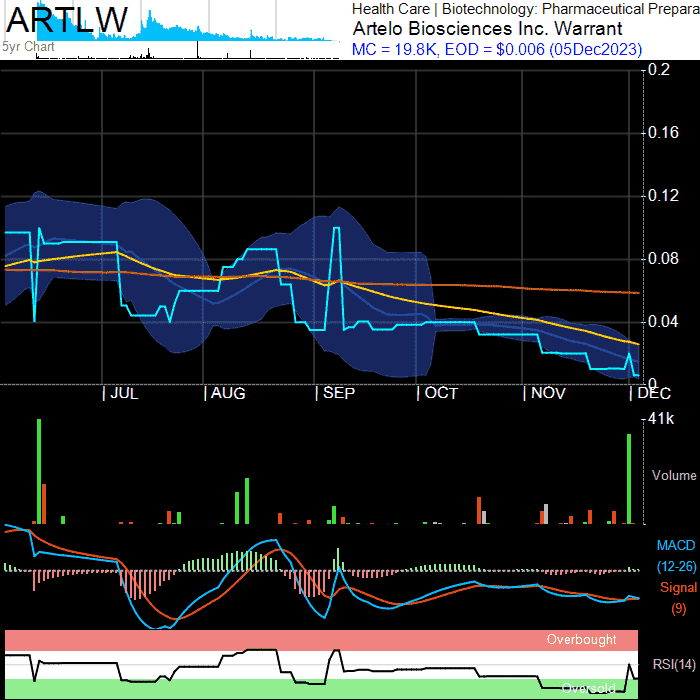 ARTLW
5yr Chart
Health Care | Biotechnology: Pharmaceutical Prepara
Artelo Biosciences Inc. Warrant
MC = 19.8K, EOD = $0.006 (05Dec2023)
0.2
0.16
0.12
0.08
0.04
0
| JUL | AUG | SEP | OCT | NOV | DEC
41k
Volume
MACD
(12-26)
Signal
(9)
Overbought
RSI(14)
Oversold